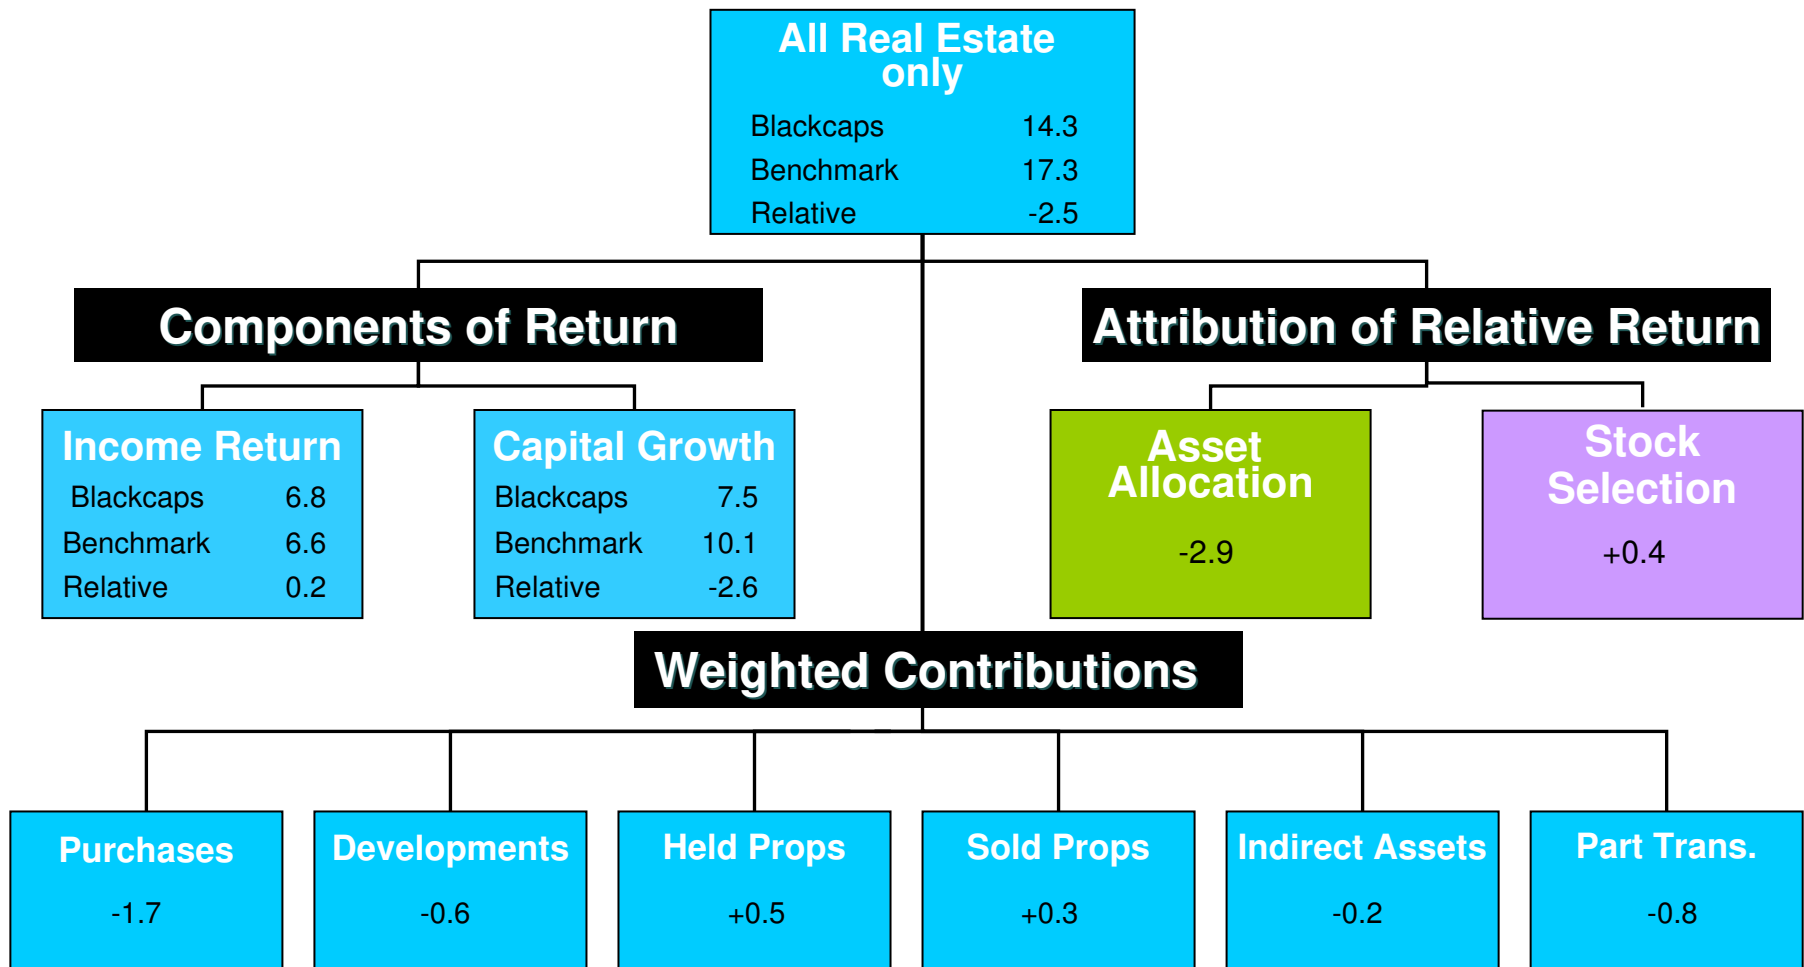 All Real Estate
only
Blackcaps 14.3
Benchmark 17.3
Relative -2.5
Components of Return
Attribution of Relative Return
Income Return
Blackcaps 6.8
Benchmark 6.6
Relative 0.2
Capital Growth
Blackcaps 7.5
Benchmark 10.1
Relative -2.6
Asset
Allocation
-2.9
Stock
Selection
+0.4
Weighted Contributions
Purchases
-1.7
Developments
-0.6
Held Props
+0.5
Sold Props
+0.3
Indirect Assets
-0.2
Part Trans.
-0.8